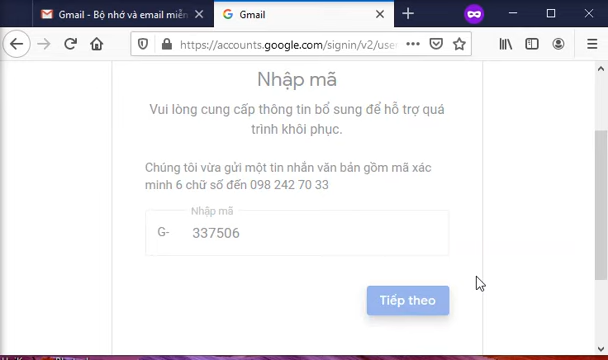 Gmail - Bộ nhớ và email miễn
Gmail
https://accounts.google.com/signin/v2/user
Nhập mã
Vui lòng cung cấp thông tin bổ sung để hỗ trợ quá
trình khôi phục.
Chúng tôi vừa gửi một tin nhắn văn bản gồm mã xác
minh 6 chữ số đến 098 242 70 33
Nhập mã
G- 337506
Tiếp theo